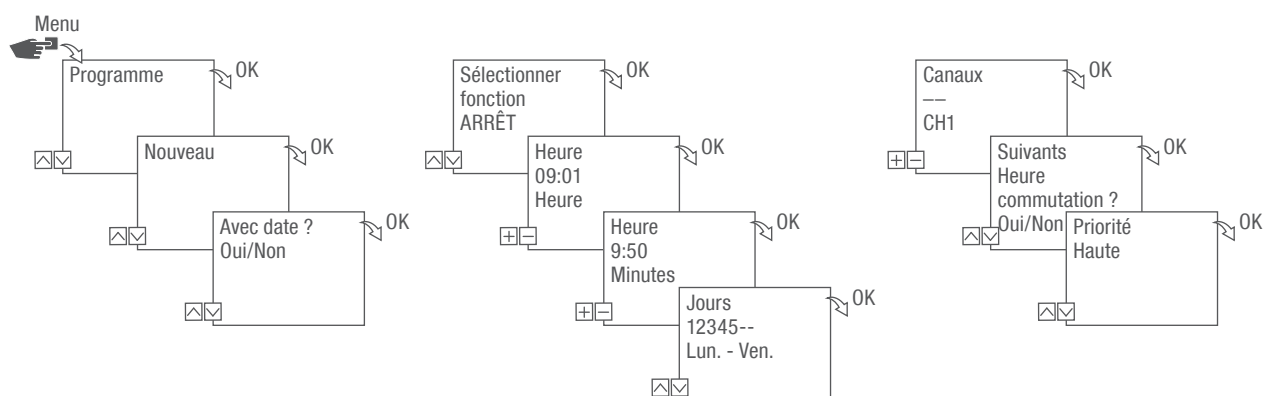 Menu
Programme
OK
Nouveau
OK
Avec date ?
Oui/Non
OK
Sélectionner
fonction
ARRÊT
OK
Heure
09:01
Heure
OK
Heure
9:50
Minutes
OK
Jours
12345--
Lun. - Ven.
OK
Canaux
––
CH1
OK
Suivants
Heure
commutation ?
Oui/Non
OK
Priorité
Haute
OK